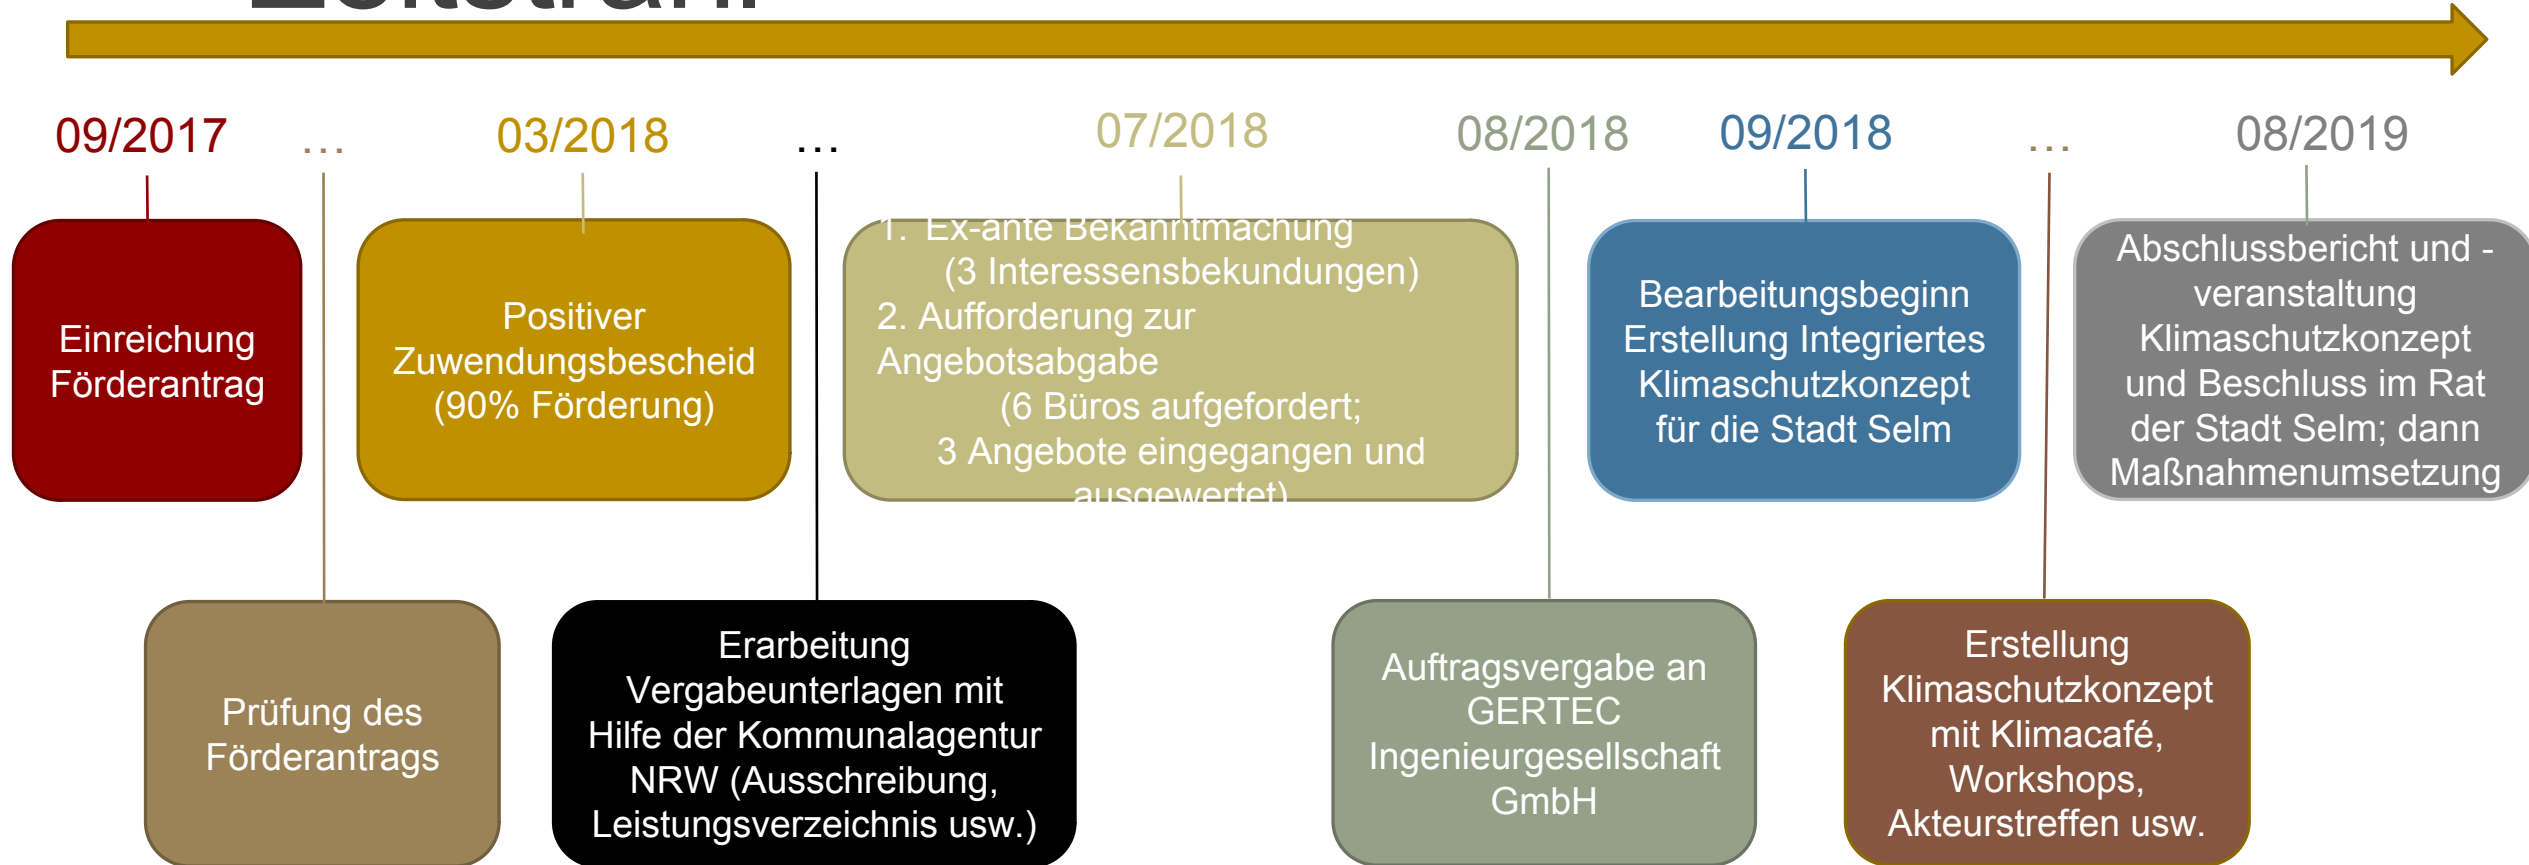 Zeitstrahl
09/2017
…
03/2018
…
07/2018
08/2018
09/2018
…
08/2019
Einreichung
Förderantrag
Positiver
Zuwendungsbescheid
(90% Förderung)
1. Ex-ante Bekanntmachung
(3 Interessensbekundungen)
2. Aufforderung zur
Angebotsabgabe
(6 Büros aufgefordert;
3 Angebote eingegangen und
ausgewertet)
Bearbeitungsbeginn
Erstellung Integriertes
Klimaschutzkonzept
für die Stadt Selm
Abschlussbericht und -
veranstaltung
Klimaschutzkonzept
und Beschluss im Rat
der Stadt Selm; dann
Maßnahmenumsetzung
Prüfung des
Förderantrags
Erarbeitung
Vergabeunterlagen mit
Hilfe der Kommunalagentur
NRW (Ausschreibung,
Leistungsverzeichnis usw.)
Auftragsvergabe an
GERTEC
Ingenieurgesellschaft
GmbH
Erstellung
Klimaschutzkonzept
mit Klimacafé,
Workshops,
Akteurstreffen usw.